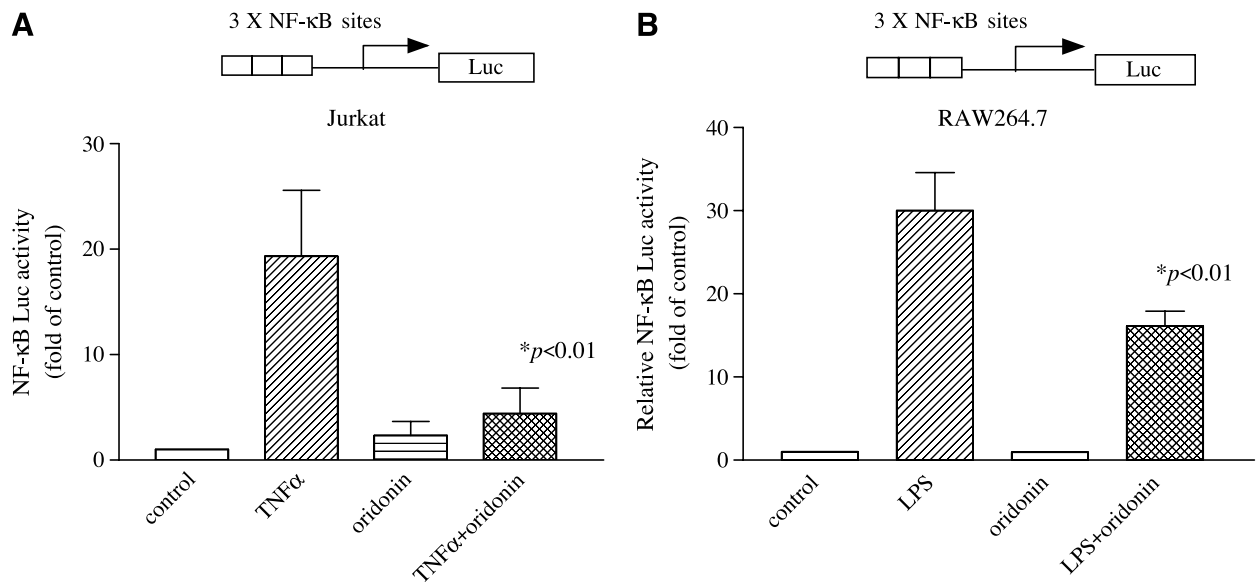 A
3 X NF-κB sites
Luc
Jurkat
NF-κB Luc activity
(fold of control)
30
20
10
0
*p<0.01
control
TNFα
oridonin
TNFα+oridonin
B
3 X NF-κB sites
Luc
RAW264.7
Relative NF-κB Luc activity
(fold of control)
40
30
20
10
0
*p<0.01
control
LPS
oridonin
LPS+oridonin